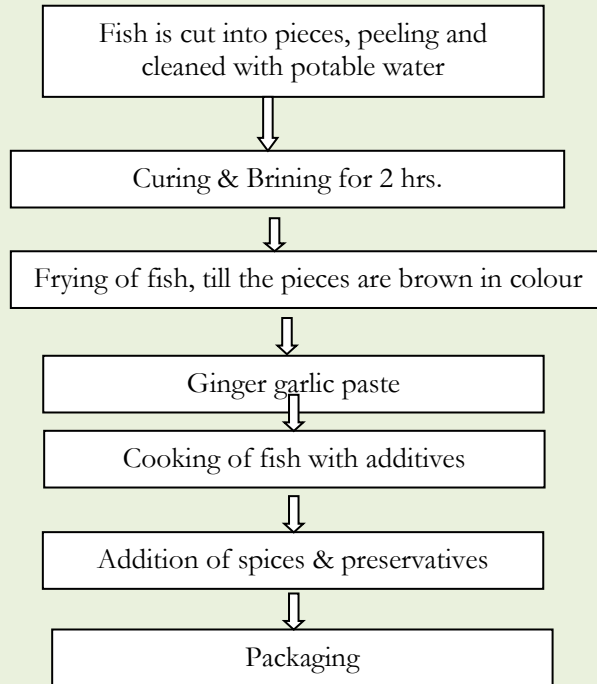 Fish is cut into pieces, peeling and
cleaned with potable water
Curing & Brining for 2 hrs.
Frying of fish, till the pieces are brown in colour
Ginger garlic paste
Cooking of fish with additives
Addition of spices & preservatives
Packaging